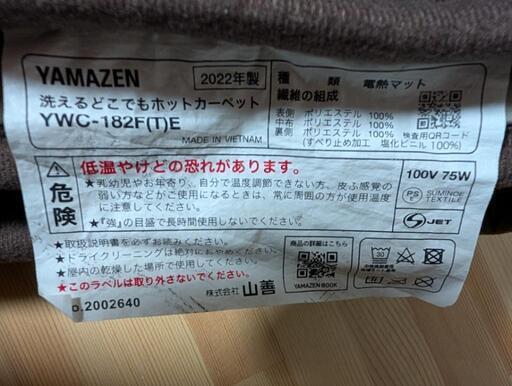 YAMAZEN
2022年製
洗えるどこでもホットカーペット
YWC-182F(T)E
MADE IN VIETNAM
種 類 電熱マット
繊維の組成
表側 ポリエステル 100%
中布 ポリエステル 100%
裏側 ポリエステル 100%
(すべり止め加工 塩化ビニル 100%)
検査用QRコード
危険
低温やけどの恐れがあります。
★乳幼児やお年寄り、自分で温度調節できない方、皮ふ感覚の
弱い方などがご使用になるときは、常に周囲の方が使用状態
に注意してください。
★『強』の目盛で長時間使用しないでください。
100V 75W
PS
E
SUMINOE
TEXTILE
JET
★取扱説明書を必ずお読みください。
★ドライクリーニングは絶対におやめください。
★屋内の乾燥した場所で使用してください。
★このラベルは取り外さないでください。
商品の詳細はこちら
YAMAZEN BOOK
30
株式会社 山善
D.2002640